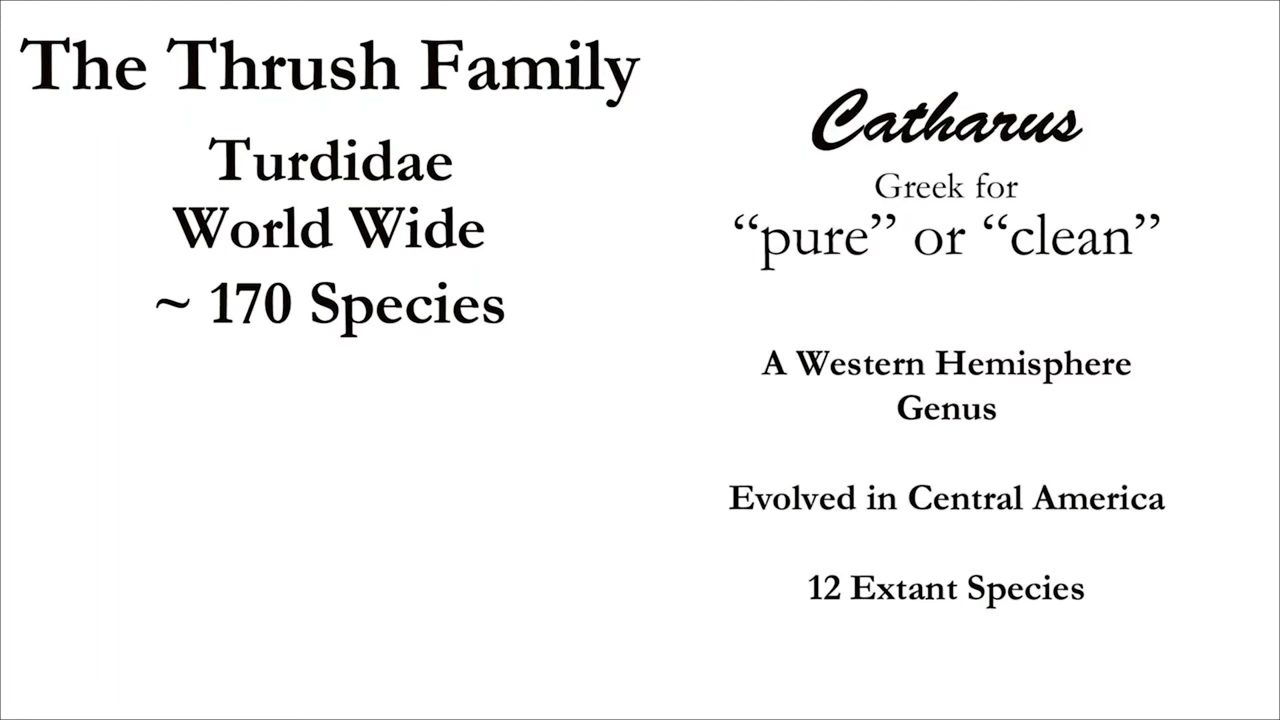 The Thrush Family
Turdidae
World Wide
~ 170 Species
Catharus
Greek for
“pure” or “clean”
A Western Hemisphere
Genus
Evolved in Central America
12 Extant Species